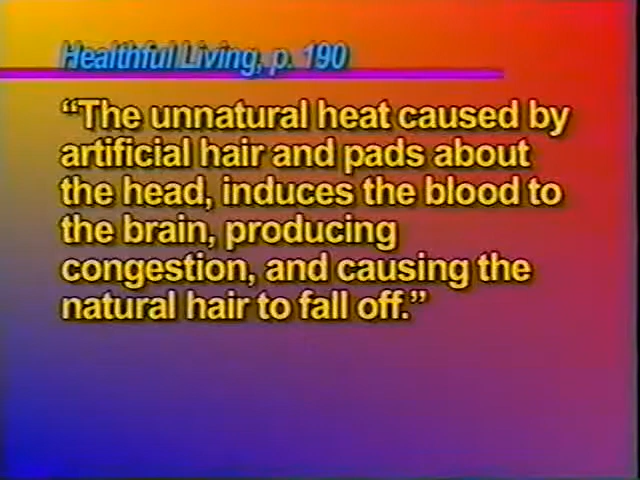 Healthful Living, p. 190
“The unnatural heat caused by
artificial hair and pads about
the head, induces the blood to
the brain, producing
congestion, and causing the
natural hair to fall off.”